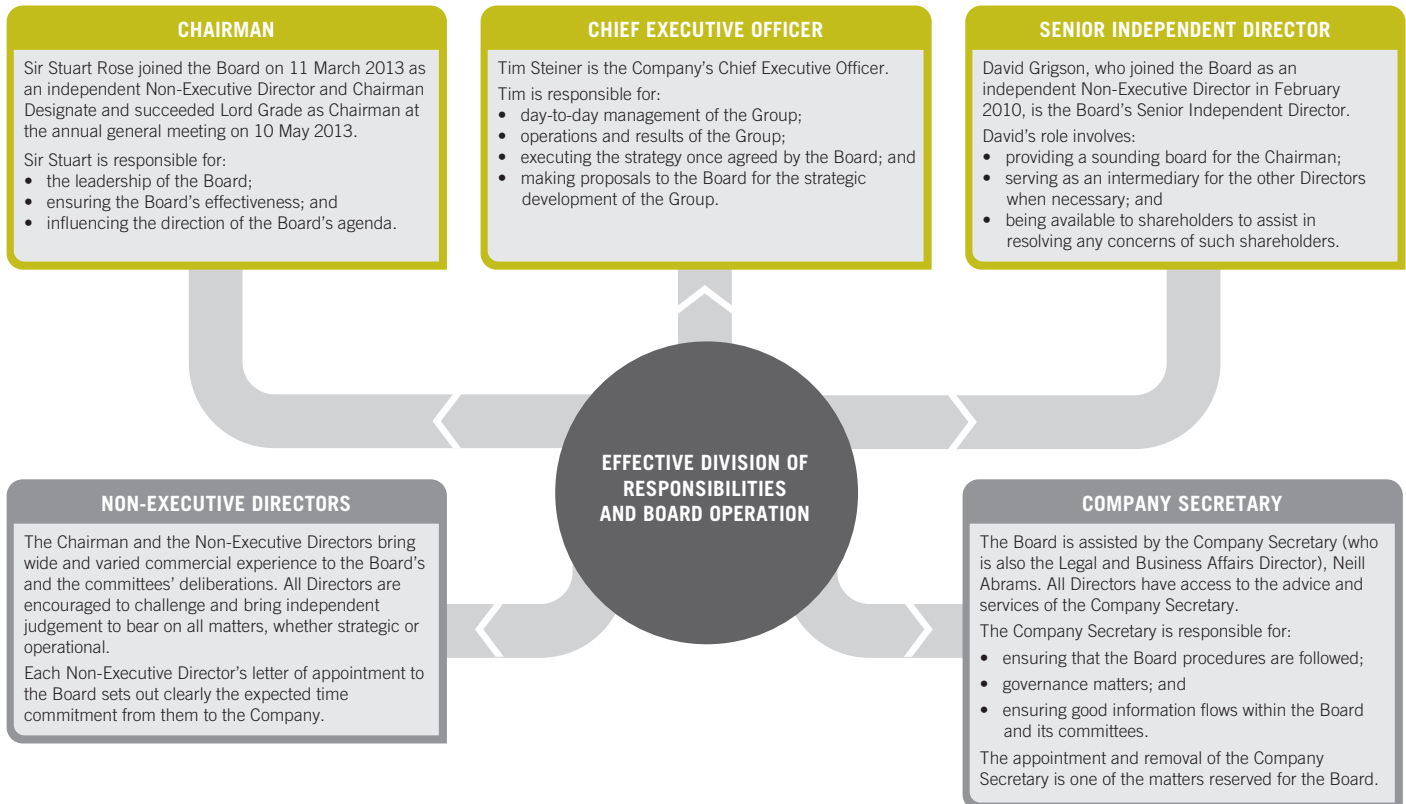 CHAIRMAN
Sir Stuart Rose joined the Board on 11 March 2013 as
an independent Non-Executive Director and Chairman
Designate and succeeded Lord Grade as Chairman at
the annual general meeting on 10 May 2013.
Sir Stuart is responsible for:
• the leadership of the Board;
• ensuring the Board's effectiveness; and
• influencing the direction of the Board's agenda.
CHIEF EXECUTIVE OFFICER
Tim Steiner is the Company's Chief Executive Officer.
Tim is responsible for:
• day-to-day management of the Group;
• operations and results of the Group;
• executing the strategy once agreed by the Board; and
• making proposals to the Board for the strategic
development of the Group.
SENIOR INDEPENDENT DIRECTOR
David Grigson, who joined the Board as an
independent Non-Executive Director in February
2010, is the Board's Senior Independent Director.
David's role involves:
• providing a sounding board for the Chairman;
• serving as an intermediary for the other Directors
when necessary; and
• being available to shareholders to assist in
resolving any concerns of such shareholders.
EFFECTIVE DIVISION OF
RESPONSIBILITIES
AND BOARD OPERATION
NON-EXECUTIVE DIRECTORS
The Chairman and the Non-Executive Directors bring
wide and varied commercial experience to the Board's
and the committees' deliberations. All Directors are
encouraged to challenge and bring independent
judgement to bear on all matters, whether strategic or
operational.
Each Non-Executive Director's letter of appointment to
the Board sets out clearly the expected time
commitment from them to the Company.
COMPANY SECRETARY
The Board is assisted by the Company Secretary (who
is also the Legal and Business Affairs Director), Neill
Abrams. All Directors have access to the advice and
services of the Company Secretary.
The Company Secretary is responsible for:
• ensuring that the Board procedures are followed;
• governance matters; and
• ensuring good information flows within the Board
and its committees.
The appointment and removal of the Company
Secretary is one of the matters reserved for the Board.